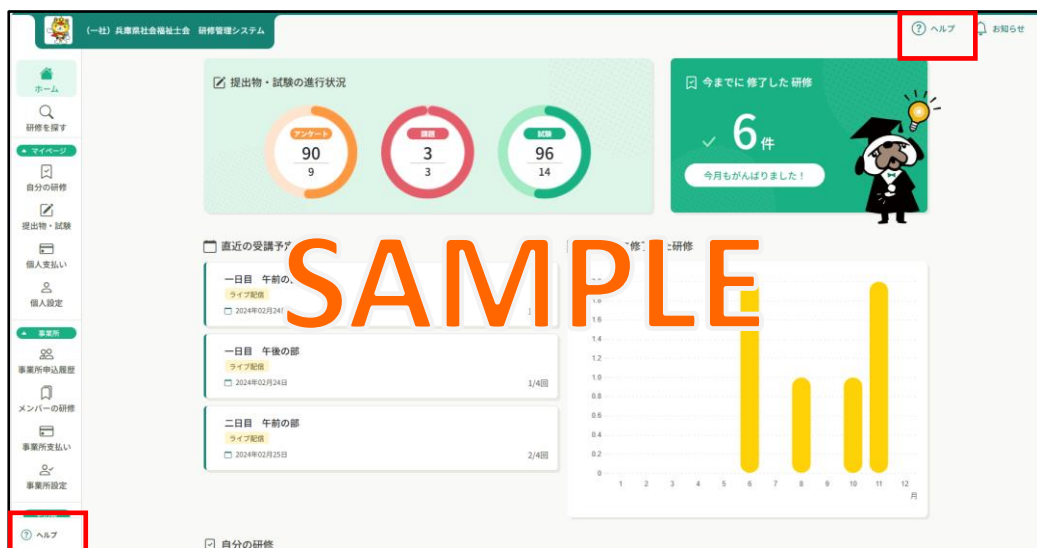 (一社) 兵庫県社会福祉士会 研修管理システム
ヘルプ
お知らせ
ホーム
研修を探す
マイページ
自分の研修
提出物・試験
個人支払い
個人設定
事業所
事業所申込履歴
メンバーの研修
事業所支払い
事業所設定
ヘルプ
提出物・試験の進行状況
アンケート
90
9
課題
3
3
試験
96
14
今までに修了した研修
6件
今月もがんばりました！
直近の受講予定
SAMPLE
修了した研修
一日目 午前の
ライブ配信
2024年02月24
一日目 午後の部
ライブ配信
2024年02月24日
1/4回
二日目 午前の部
ライブ配信
2024年02月25日
2/4回
1.8
1.6
1.4
1.2
1.0
0.8
0.6
0.4
0.2
0
1 2 3 4 5 6 7 8 9 10 11 12
月
自分の研修